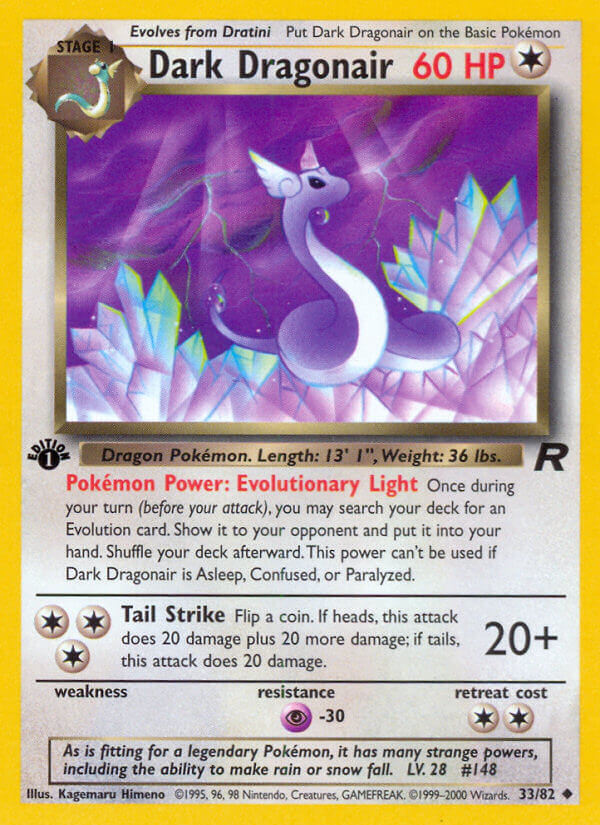 Evolves from Dratini Put Dark Dragonair on the Basic Pokémon
STAGE 1
Dark Dragonair 60 HP
EDITION
1
Dragon Pokémon. Length: 13' 1", Weight: 36 lbs.
R
Pokémon Power: Evolutionary Light Once during
your turn (before your attack), you may search your deck for an
Evolution card. Show it to your opponent and put it into your
hand. Shuffle your deck afterward. This power can't be used if
Dark Dragonair is Asleep, Confused, or Paralyzed.
Tail Strike Flip a coin. If heads, this attack
does 20 damage plus 20 more damage; if tails,
this attack does 20 damage.
20+
weakness resistance retreat cost
-30
As is fitting for a legendary Pokémon, it has many strange powers,
including the ability to make rain or snow fall. LV. 28 #148
Illus. Kagemaru Himeno ©1995, 96, 98 Nintendo, Creatures, GAMEFREAK. ©1999-2000 Wizards. 33/82